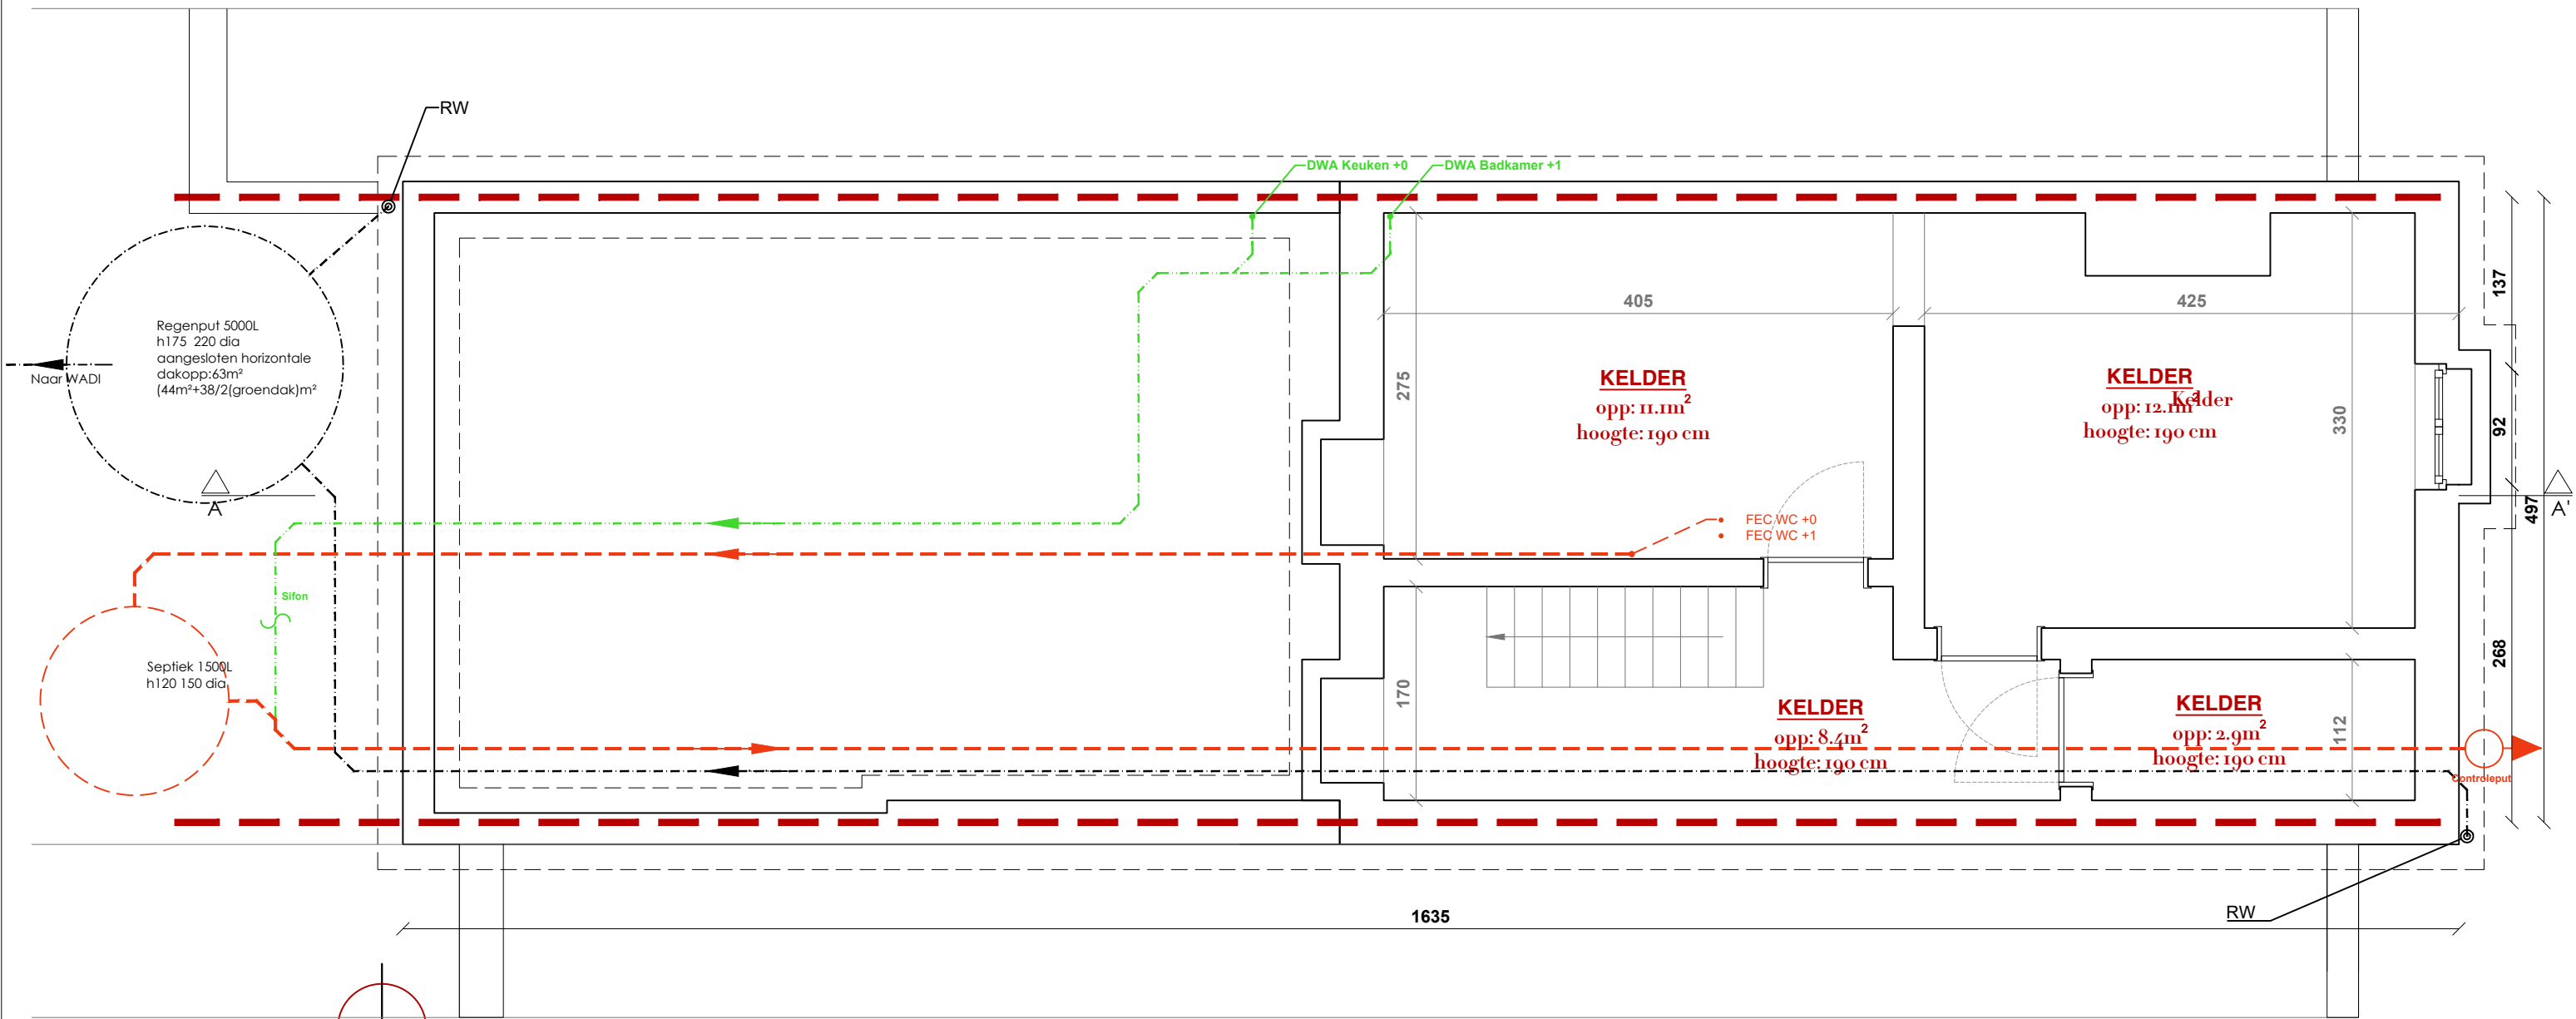 RW
DWA Keuken +0
DWA Badkamer +1
137
405
425
Regenput 5000L
h175 220 dia
aangesloten horizontale
dakopp:63m²
(44m²+38/2(groendak)m²
Naar WADI
KELDER
opp: 11.1m²
hoogte: 190 cm
275
KELDER
opp: 12.1m²
Kelder
hoogte: 190 cm
330
92
A
A'
497
FEC WC +0
FEC WC +1
Sifon
268
Septiek 1500L
h120 150 dia
170
KELDER
opp: 8.4m²
hoogte: 190 cm
KELDER
opp: 2.9m²
hoogte: 190 cm
112
Controleput
1635
RW